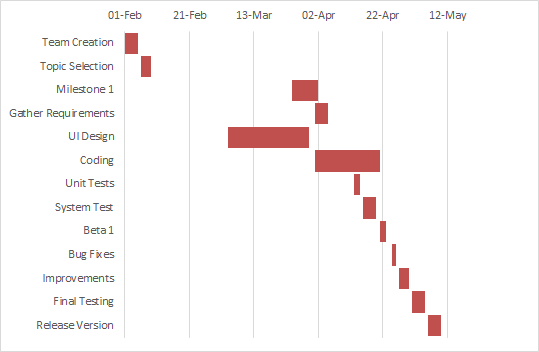 01-Feb 21-Feb 13-Mar 02-Apr 22-Apr 12-May
Team Creation
Topic Selection
Milestone 1
Gather Requirements
UI Design
Coding
Unit Tests
System Test
Beta 1
Bug Fixes
Improvements
Final Testing
Release Version